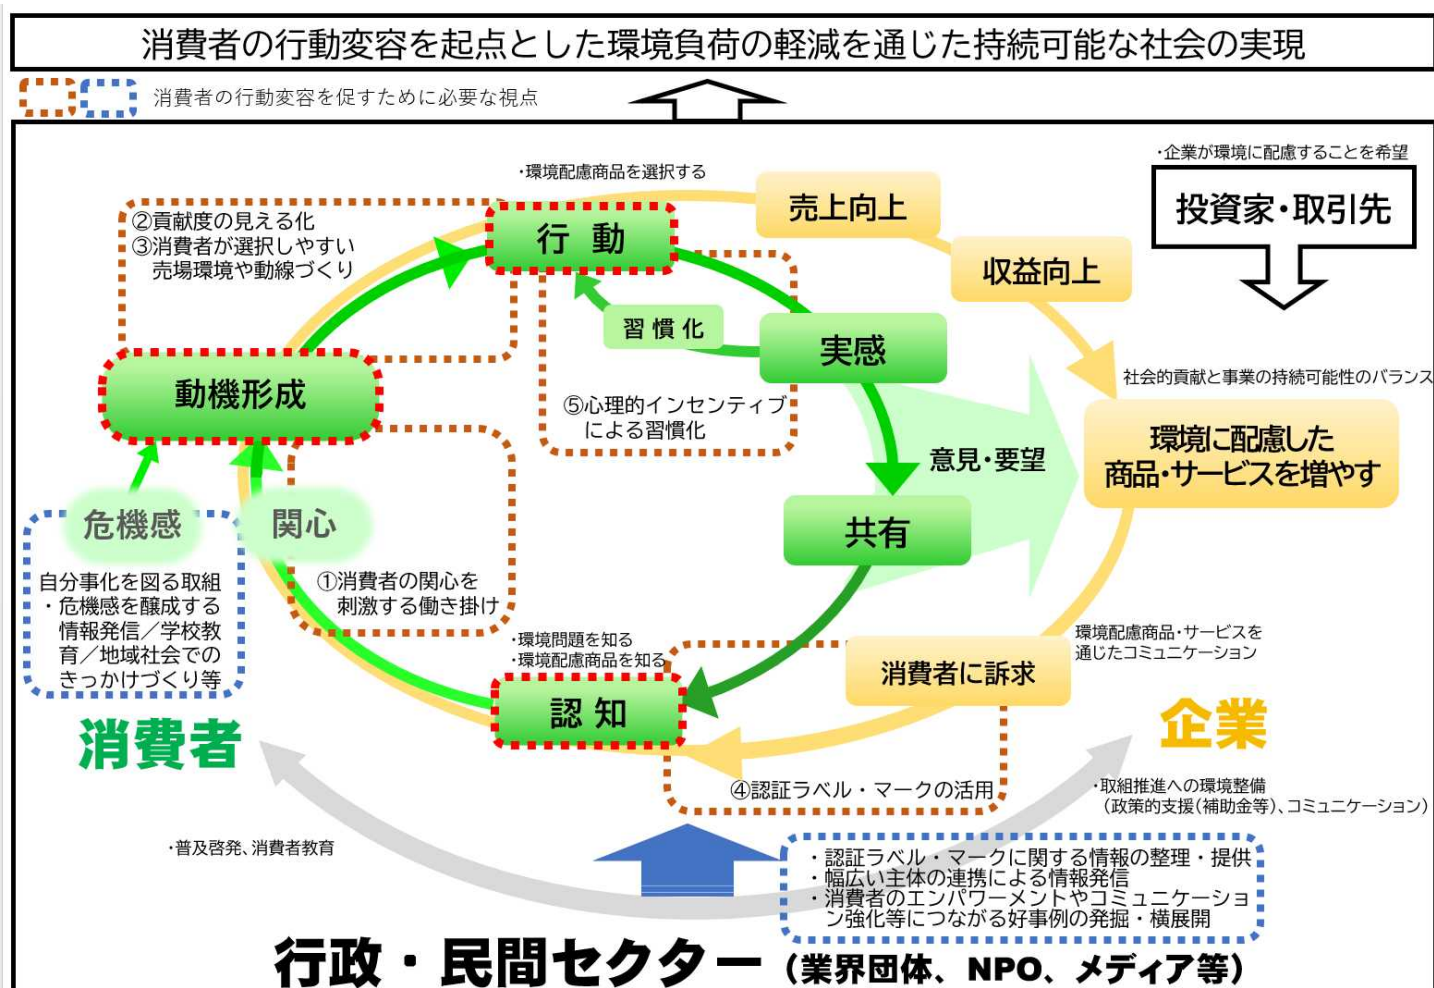 消費者の行動変容を起点とした環境負荷の軽減を通じた持続可能な社会の実現
消費者の行動変容を促すために必要な視点
・企業が環境に配慮することを希望
投資家・取引先
・環境配慮商品を選択する
売上向上
②貢献度の見える化
③消費者が選択しやすい
売場環境や動線づくり
行動
収益向上
習慣化
実感
動機形成
社会的貢献と事業の持続可能性のバランス
⑤心理的インセンティブ
による習慣化
環境に配慮した
商品・サービスを増やす
意見・要望
危機感
関心
共有
自分事化を図る取組
・危機感を醸成する
情報発信／学校教
育／地域社会での
きっかけづくり等
①消費者の関心を
刺激する働き掛け
・環境問題を知る
・環境配慮商品を知る
環境配慮商品・サービスを
通じたコミュニケーション
消費者に訴求
認知
消費者
企業
④認証ラベル・マークの活用
・取組推進への環境整備
（政策的支援（補助金等）、コミュニケーション）
・普及啓発、消費者教育
・認証ラベル・マークに関する情報の整理・提供
・幅広い主体の連携による情報発信
・消費者のエンパワーメントやコミュニケーショ
ン強化等につながる好事例の発掘・横展開
行政・民間セクター（業界団体、NPO、メディア等）